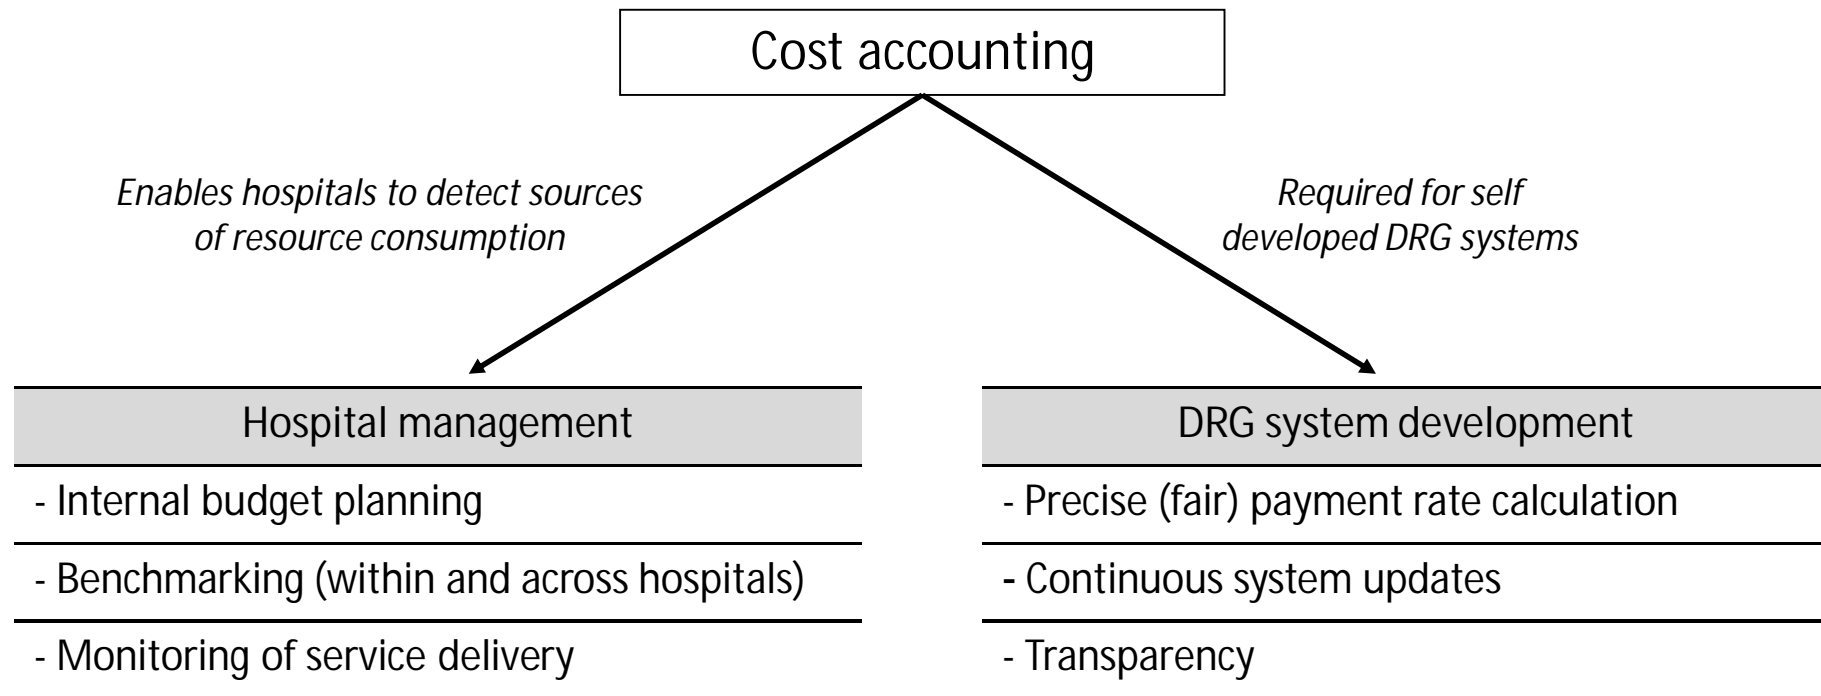 Cost accounting
Enables hospitals to detect sources
of resource consumption
Required for self
developed DRG systems
Hospital management
- Internal budget planning
- Benchmarking (within and across hospitals)
- Monitoring of service delivery
DRG system development
- Precise (fair) payment rate calculation
- Continuous system updates
- Transparency